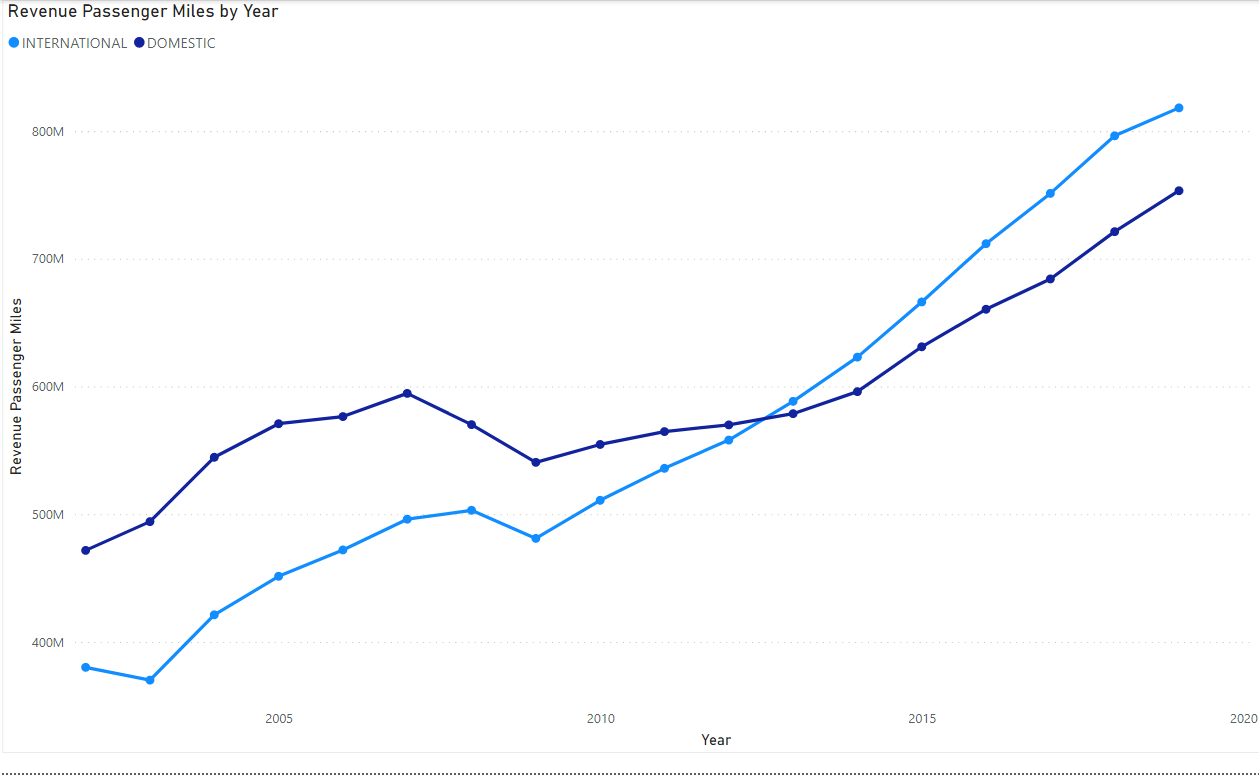 Revenue Passenger Miles by Year
INTERNATIONAL DOMESTIC
800M
700M
600M
500M
400M
Revenue Passenger Miles
2005 2010 2015 2020
Year